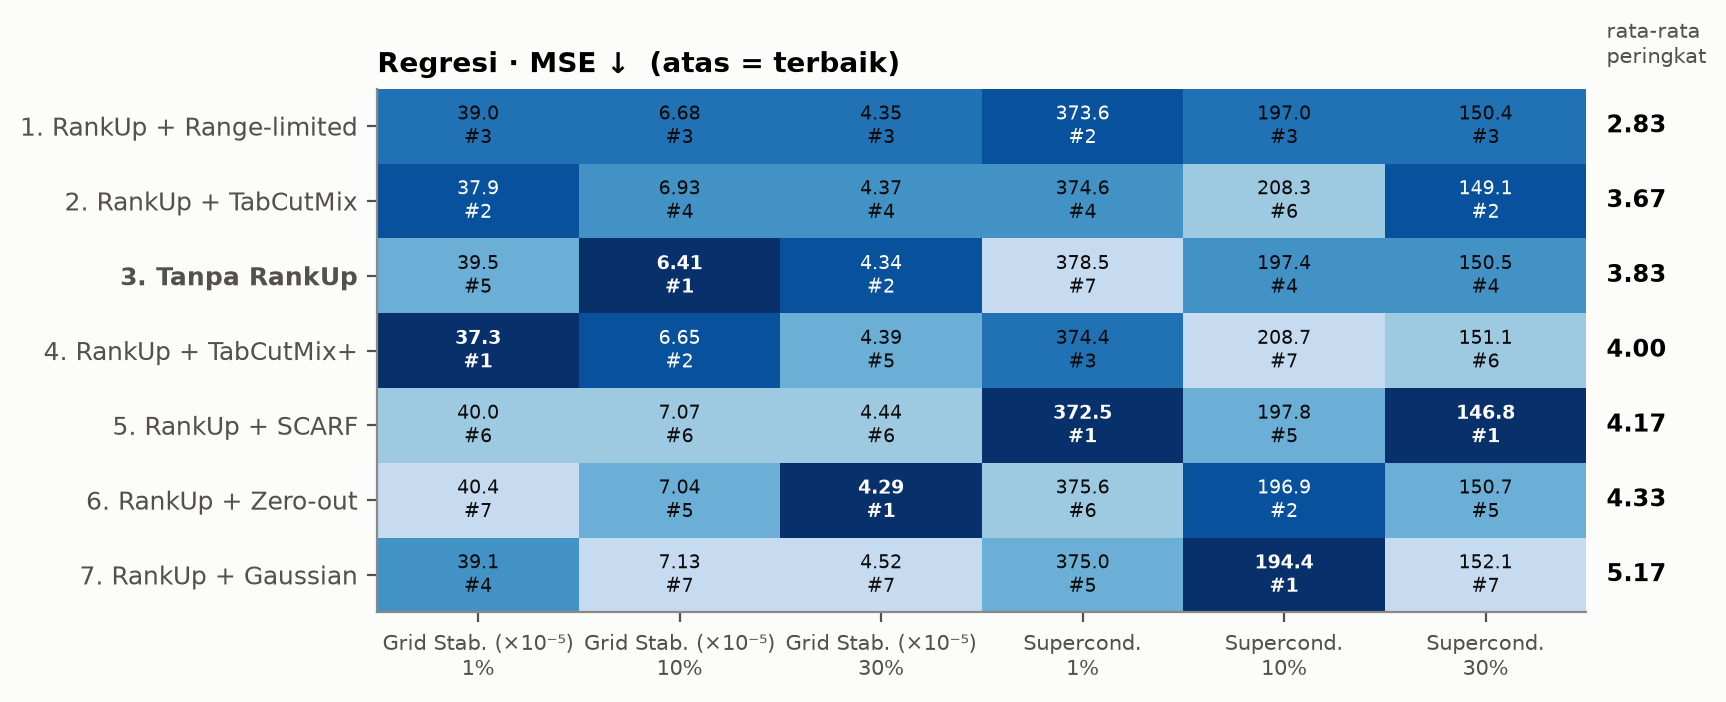 rata-rata
peringkat
Regresi · MSE ↓ (atas = terbaik)
1. RankUp + Range-limited
39.0 6.68 4.35 373.6 197.0 150.4
#3 #3 #3 #2 #3 #3
2.83
2. RankUp + TabCutMix
37.9 6.93 4.37 374.6 208.3 149.1
#2 #4 #4 #4 #6 #2
3.67
3. Tanpa RankUp
39.5 6.41 4.34 378.5 197.4 150.5
#5 #1 #2 #7 #4 #4
3.83
4. RankUp + TabCutMix+
37.3 6.65 4.39 374.4 208.7 151.1
#1 #2 #5 #3 #7 #6
4.00
5. RankUp + SCARF
40.0 7.07 4.44 372.5 197.8 146.8
#6 #6 #6 #1 #5 #1
4.17
6. RankUp + Zero-out
40.4 7.04 4.29 375.6 196.9 150.7
#7 #5 #1 #6 #2 #5
4.33
7. RankUp + Gaussian
39.1 7.13 4.52 375.0 194.4 152.1
#4 #7 #7 #5 #1 #7
5.17
Grid Stab. (×10⁻⁵) Grid Stab. (×10⁻⁵) Grid Stab. (×10⁻⁵) Supercond. Supercond. Supercond.
1% 10% 30% 1% 10% 30%